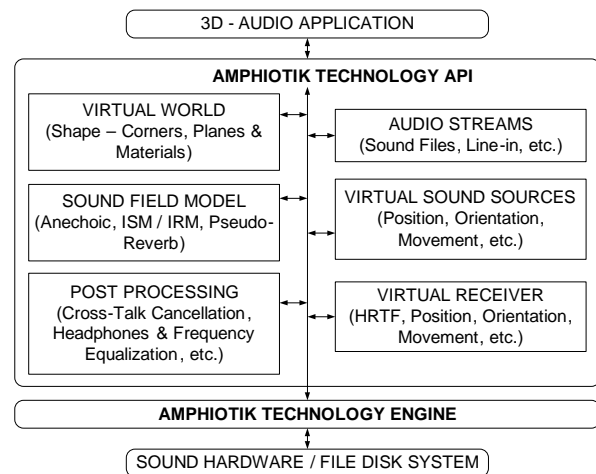 3D - AUDIO APPLICATION
AMPHIOTIK TECHNOLOGY API
VIRTUAL WORLD
(Shape – Corners, Planes &
Materials)
AUDIO STREAMS
(Sound Files, Line-in, etc.)
SOUND FIELD MODEL
(Anechoic, ISM / IRM, Pseudo-
Reverb)
VIRTUAL SOUND SOURCES
(Position, Orientation,
Movement, etc.)
POST PROCESSING
(Cross-Talk Cancellation,
Headphones & Frequency
Equalization, etc.)
VIRTUAL RECEIVER
(HRTF, Position, Orientation,
Movement, etc.)
AMPHIOTIK TECHNOLOGY ENGINE
SOUND HARDWARE / FILE DISK SYSTEM